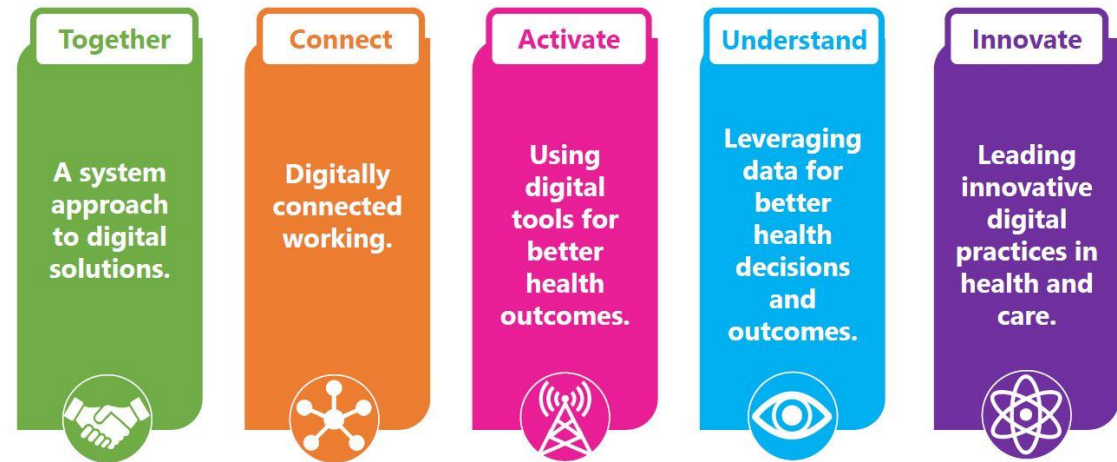 Together
A system
approach
to digital
solutions.
Connect
Digitally
connected
working.
Activate
Using
digital
tools for
better
health
outcomes.
Understand
Leveraging
data for
better
health
decisions
and
outcomes.
Innovate
Leading
innovative
digital
practices in
health and
care.